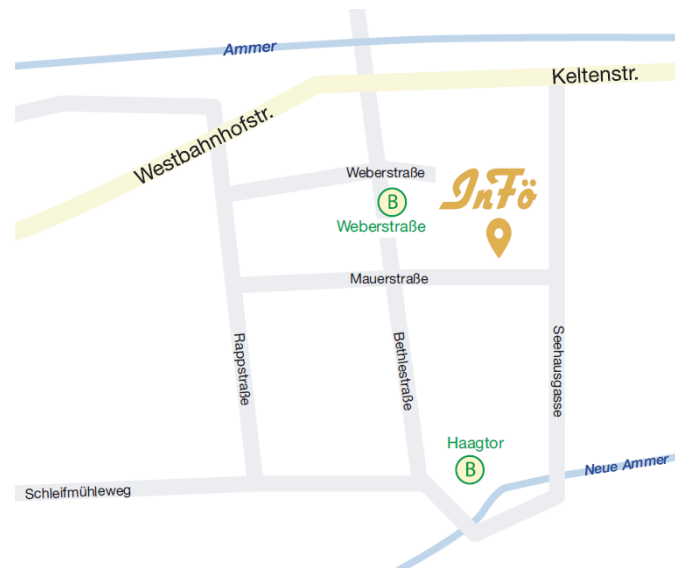 Ammer
Keltenstr.
Westbahnhofstr.
Weberstraße
InFö
B
Weberstraße
Mauerstraße
Rappstraße
Bethlestraße
Seehausgasse
Haagtor
B
Neue Ammer
Schleifmühleweg